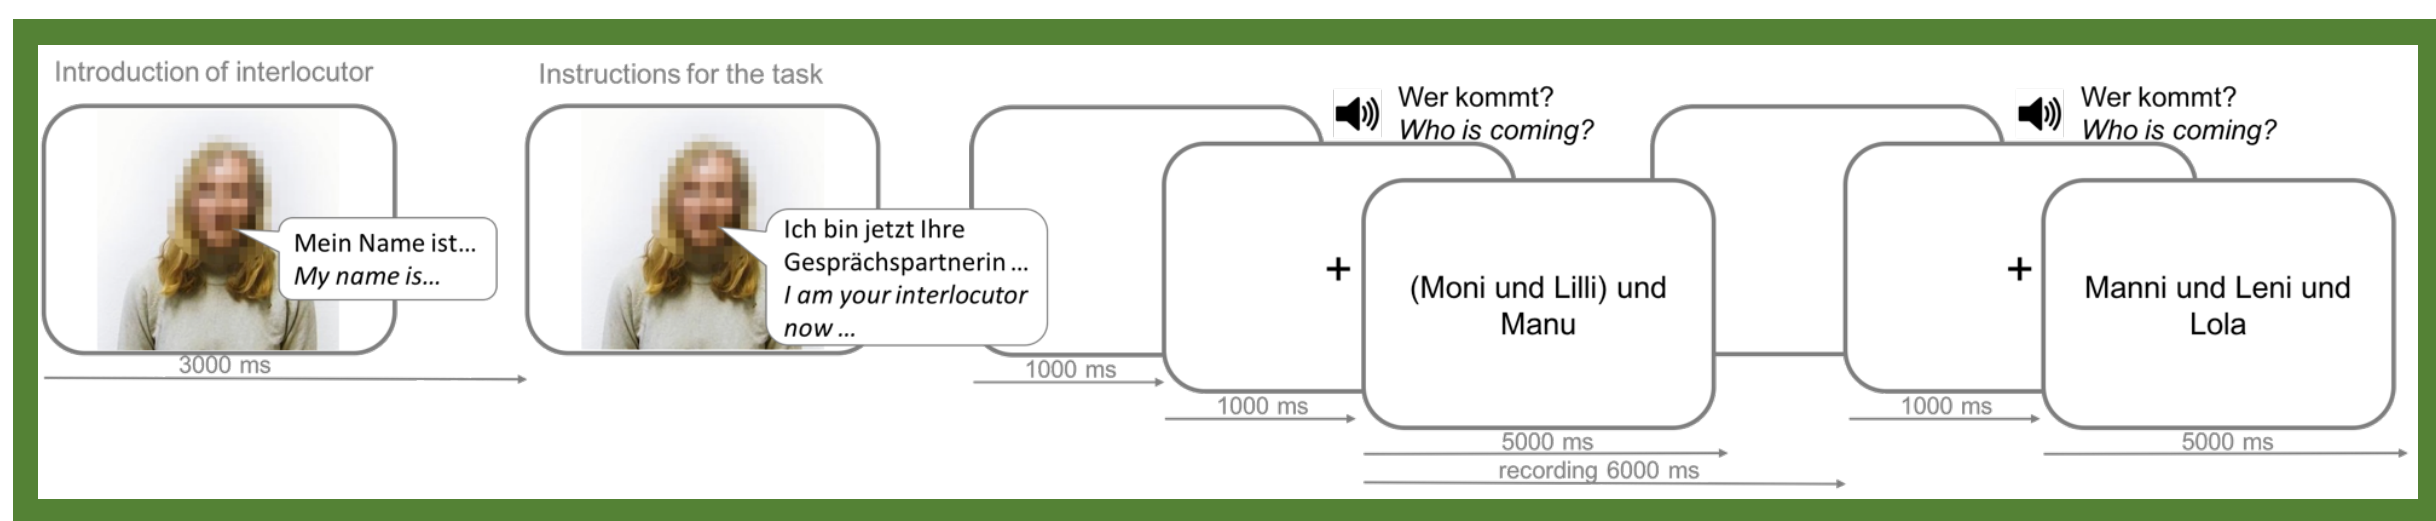 Introduction of interlocutor
Mein Name ist...
My name is...
3000 ms
Instructions for the task
Ich bin jetzt Ihre
Gesprächspartnerin ...
I am your interlocutor
now ...
1000 ms
+
1000 ms
Wer kommt?
Who is coming?
(Moni und Lilli) und
Manu
5000 ms
recording 6000 ms
+
1000 ms
Wer kommt?
Who is coming?
Manni und Leni und
Lola
5000 ms